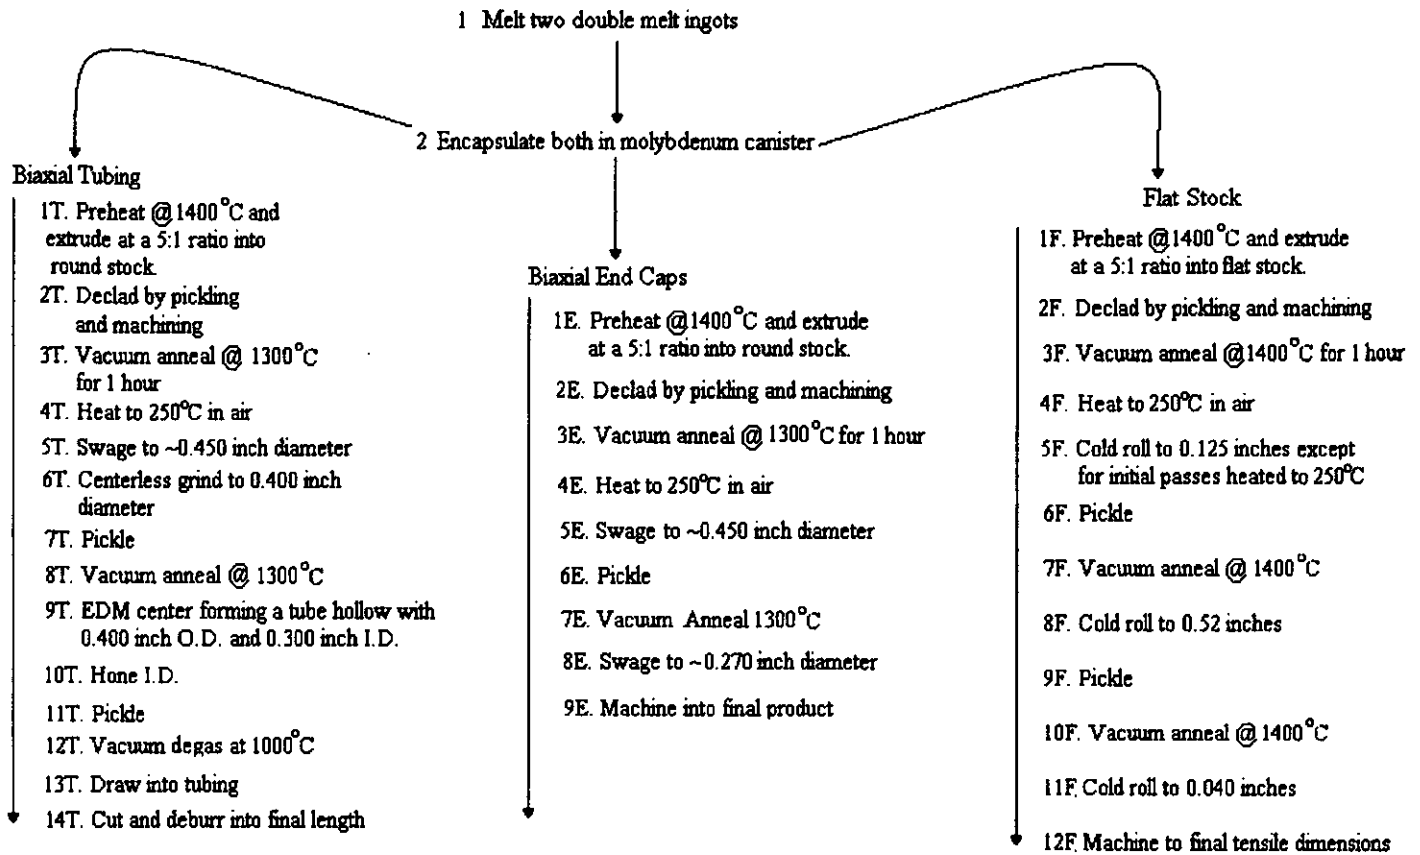 1 Melt two double melt ingots
2 Encapsulate both in molybdenum canister
Biaxial Tubing
1T. Preheat @ 1400°C and
extrude at a 5:1 ratio into
round stock.
2T. Declad by pickling
and machining
3T. Vacuum anneal @ 1300°C
for 1 hour
4T. Heat to 250°C in air
5T. Swage to ~0.450 inch diameter
6T. Centerless grind to 0.400 inch
diameter
7T. Pickle
8T. Vacuum anneal @ 1300°C
9T. EDM center forming a tube hollow with
0.400 inch O.D. and 0.300 inch I.D.
10T. Hone I.D.
11T. Pickle
12T. Vacuum degas at 1000°C
13T. Draw into tubing
14T. Cut and deburr into final length
Biaxial End Caps
1E. Preheat @ 1400°C and extrude
at a 5:1 ratio into round stock.
2E. Declad by pickling and machining
3E. Vacuum anneal @ 1300°C for 1 hour
4E. Heat to 250°C in air
5E. Swage to ~0.450 inch diameter
6E. Pickle
7E. Vacuum Anneal 1300°C
8E. Swage to ~0.270 inch diameter
9E. Machine into final product
Flat Stock
1F. Preheat @ 1400°C and extrude
at a 5:1 ratio into flat stock.
2F. Declad by pickling and machining
3F. Vacuum anneal @ 1400°C for 1 hour
4F. Heat to 250°C in air
5F. Cold roll to 0.125 inches except
for initial passes heated to 250°C
6F. Pickle
7F. Vacuum anneal @ 1400°C
8F. Cold roll to 0.52 inches
9F. Pickle
10F. Vacuum anneal @ 1400°C
11F. Cold roll to 0.040 inches
12F. Machine to final tensile dimensions